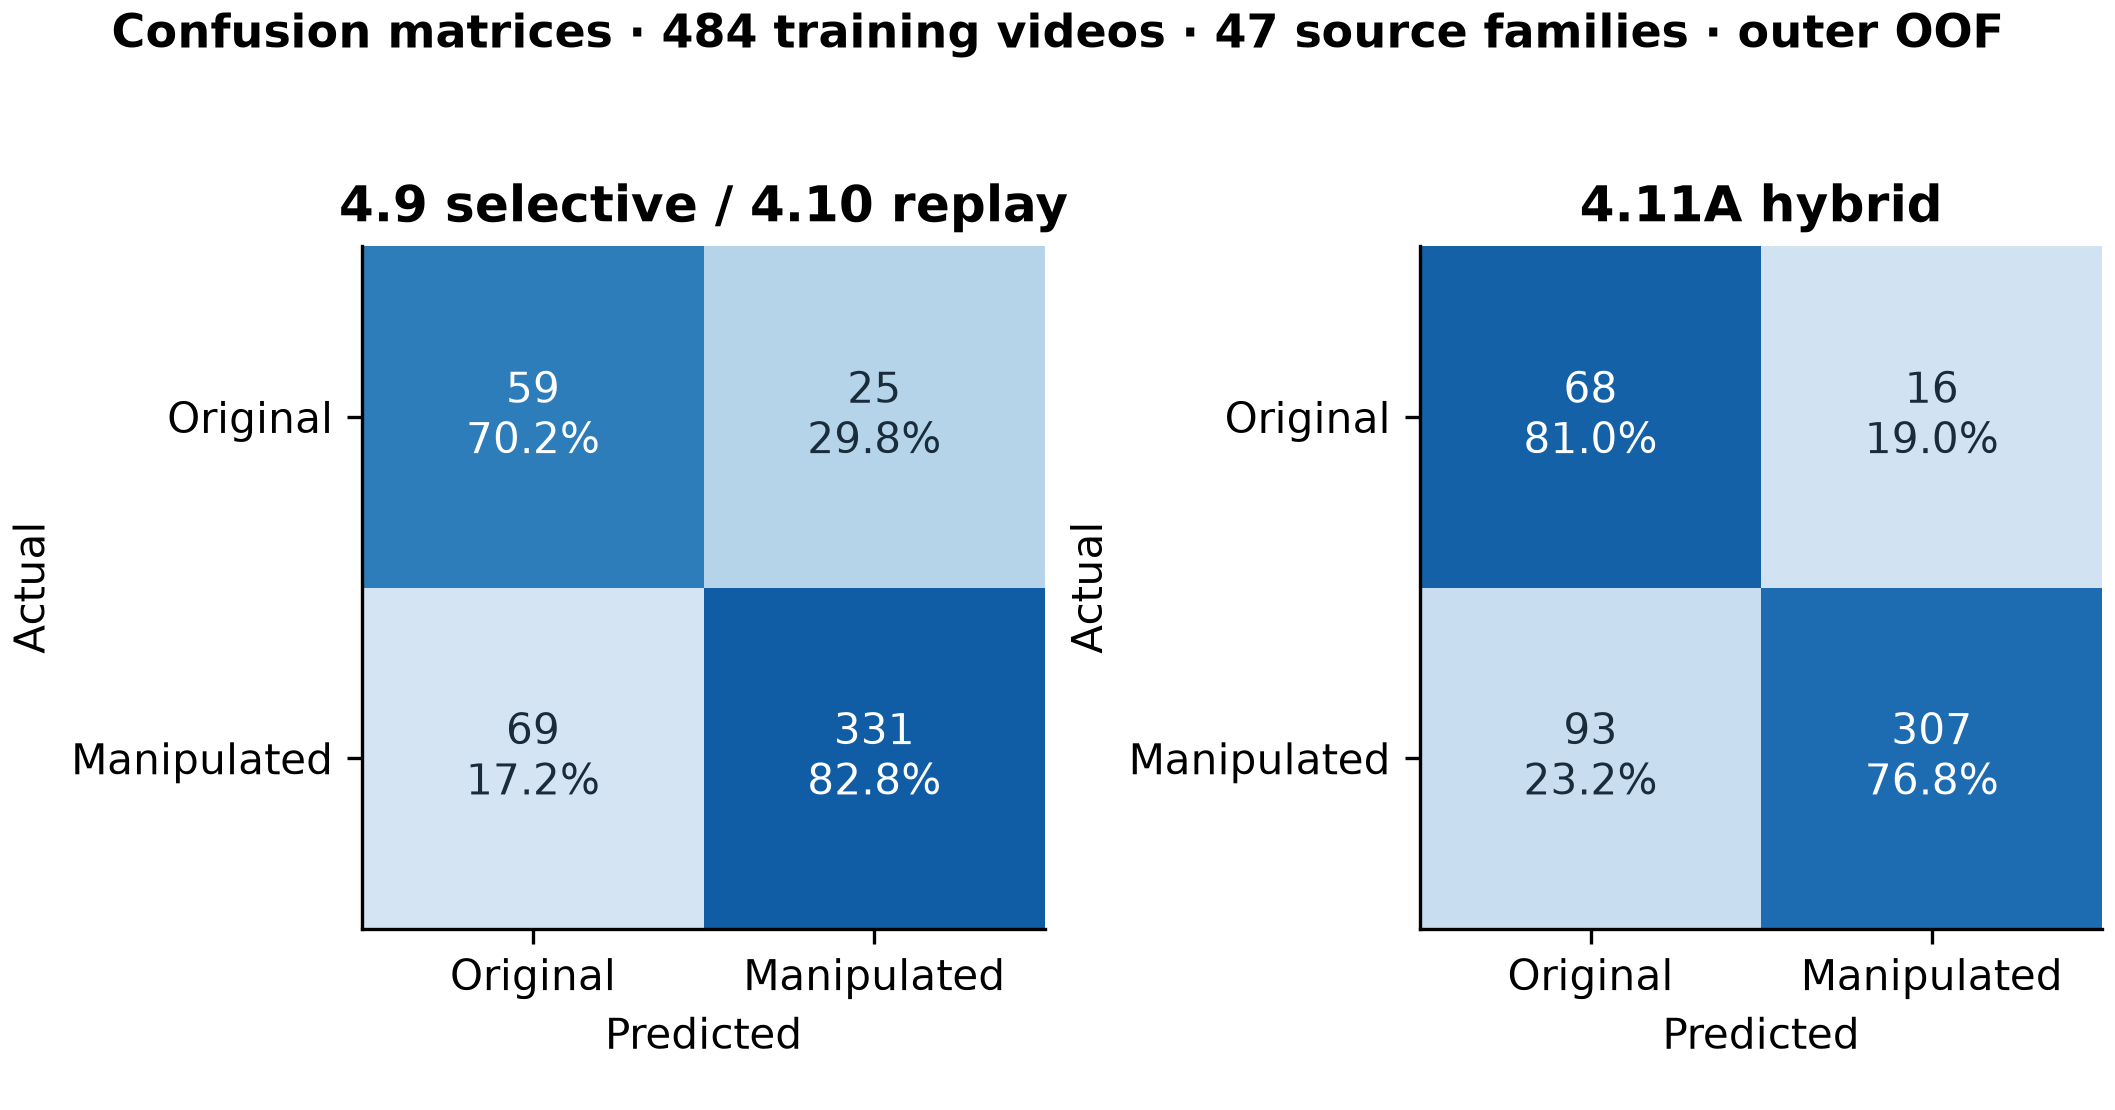 Confusion matrices · 484 training videos · 47 source families · outer OOF
4.9 selective / 4.10 replay
Actual
Original
59
70.2%
25
29.8%
Manipulated
69
17.2%
331
82.8%
Original
Manipulated
Predicted
4.11A hybrid
Actual
Original
68
81.0%
16
19.0%
Manipulated
93
23.2%
307
76.8%
Original
Manipulated
Predicted